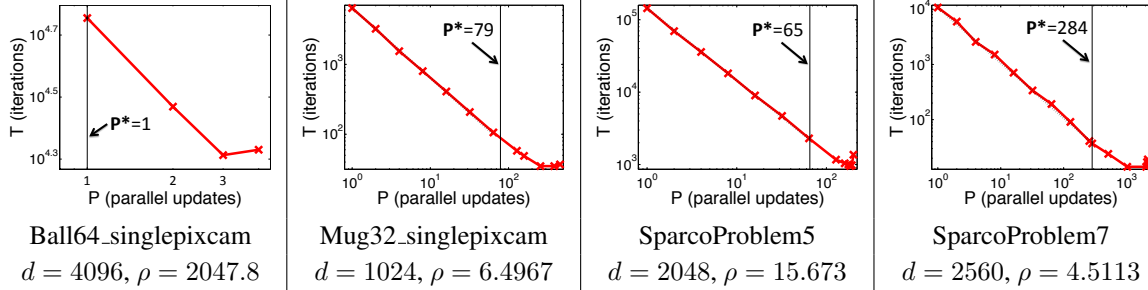 T (iterations)
10^4.7
10^4.5
10^4.3
P*=1
1 2 3
P (parallel updates)
Ball64_singlepixcam
d = 4096, ρ = 2047.8
T (iterations)
10^3
10^2
P*=79
10^0 10^1 10^2
P (parallel updates)
Mug32_singlepixcam
d = 1024, ρ = 6.4967
T (iterations)
10^5
10^4
10^3
P*=65
10^0 10^1 10^2
P (parallel updates)
SparcoProblem5
d = 2048, ρ = 15.673
T (iterations)
10^4
10^3
10^2
P*=284
10^0 10^1 10^2 10^3
P (parallel updates)
SparcoProblem7
d = 2560, ρ = 4.5113